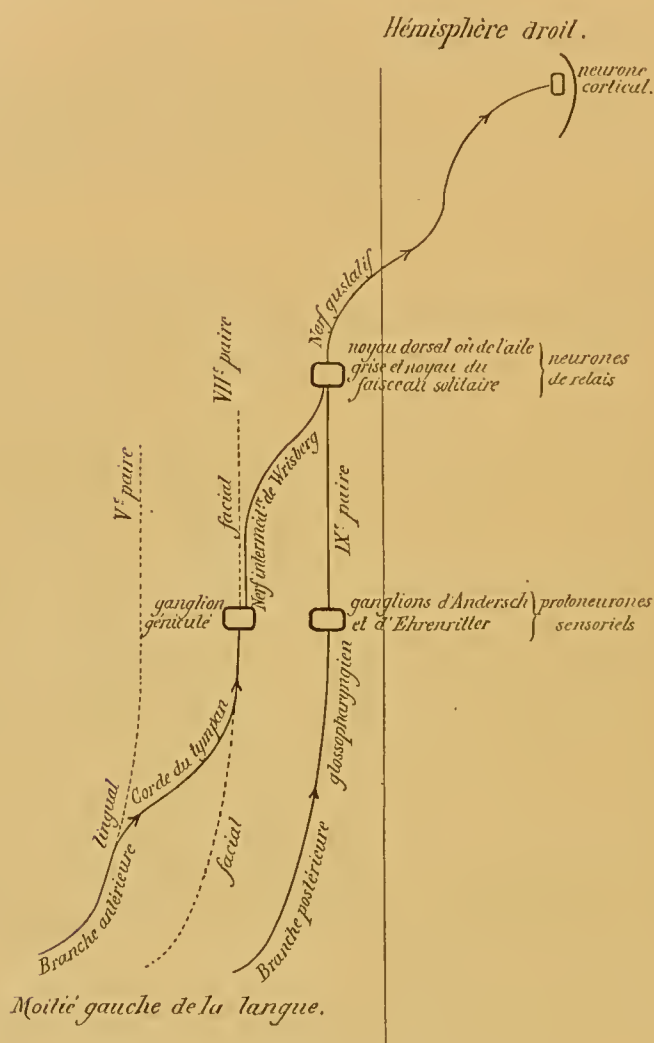 Hémisphère droit.
neurone
cortical.
Nerf gustatif
noyau dorsal où de l'aile
grise et noyau du
faisceau solitaire
neurones
de relais
VIIe paire
facial
Nerf intermédre de Wrisberg
Ve paire
IXe paire
ganglion
géniculé
ganglions d'Andersch
et d'Ehrenritter
protoneurones
sensoriels
Corde du tympan
lingual
facial
glossopharyngien
Branche antérieure
Branche postérieure
Moitié gauche de la langue.